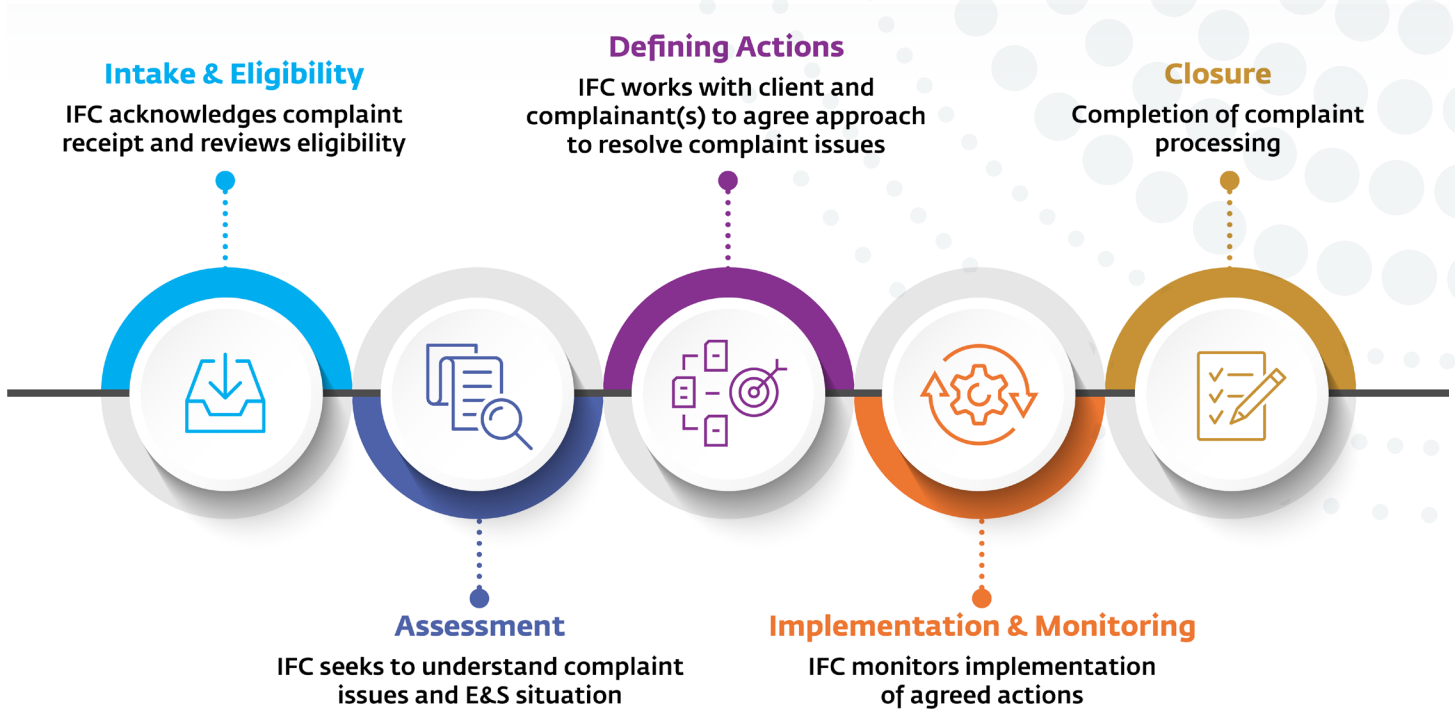 Intake & Eligibility
IFC acknowledges complaint
receipt and reviews eligibility
Assessment
IFC seeks to understand complaint
issues and E&S situation
Defining Actions
IFC works with client and
complainant(s) to agree approach
to resolve complaint issues
Implementation & Monitoring
IFC monitors implementation
of agreed actions
Closure
Completion of complaint
processing